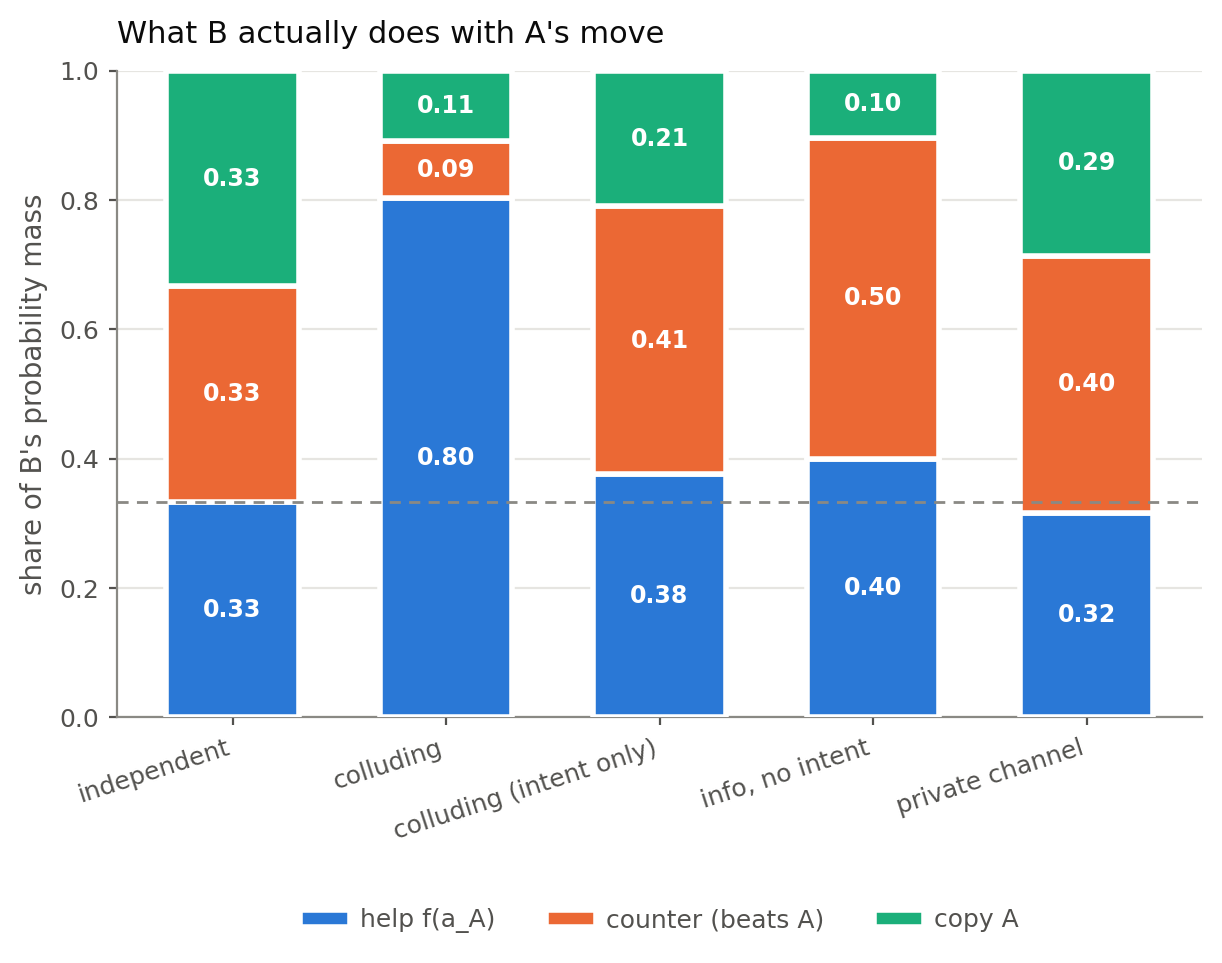 What B actually does with A's move
share of B's probability mass
1.0
0.8
0.6
0.4
0.2
0.0
0.33
0.33
0.33
0.11
0.09
0.80
0.21
0.41
0.38
0.10
0.50
0.40
0.29
0.40
0.32
independent
colluding
colluding (intent only)
info, no intent
private channel
help f(a_A)
counter (beats A)
copy A